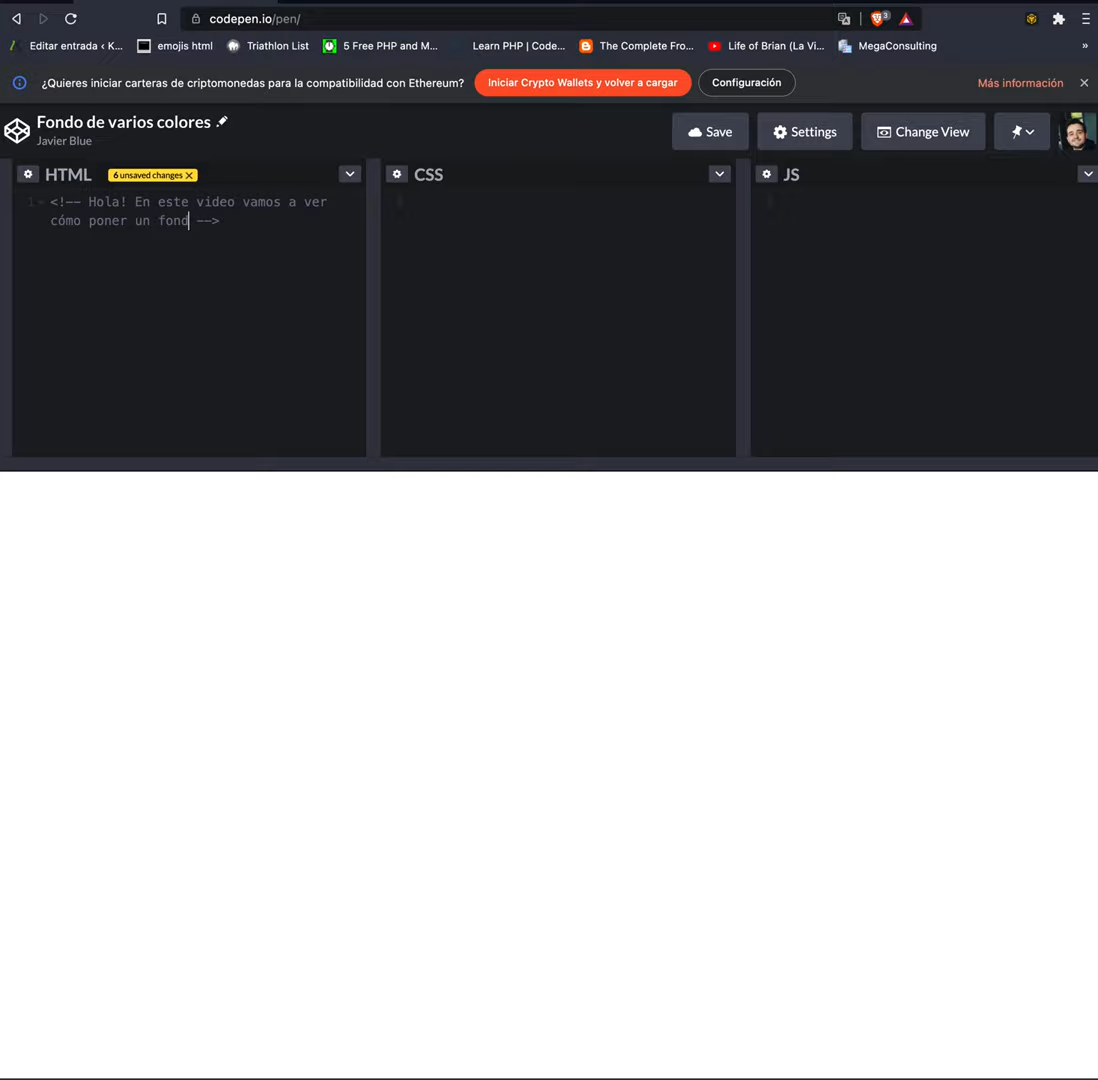 codepen.io/pen/
3
Editar entrada ‹ K...
emojis html
Triathlon List
5 Free PHP and M...
Learn PHP | Code...
The Complete Fro...
Life of Brian (La Vi...
MegaConsulting
»
¿Quieres iniciar carteras de criptomonedas para la compatibilidad con Ethereum?
Iniciar Crypto Wallets y volver a cargar
Configuración
Más información
Fondo de varios colores
Javier Blue
Save
Settings
Change View
HTML
6 unsaved changes X
CSS
JS
1
<!-- Hola! En este video vamos a ver
cómo poner un fond -->